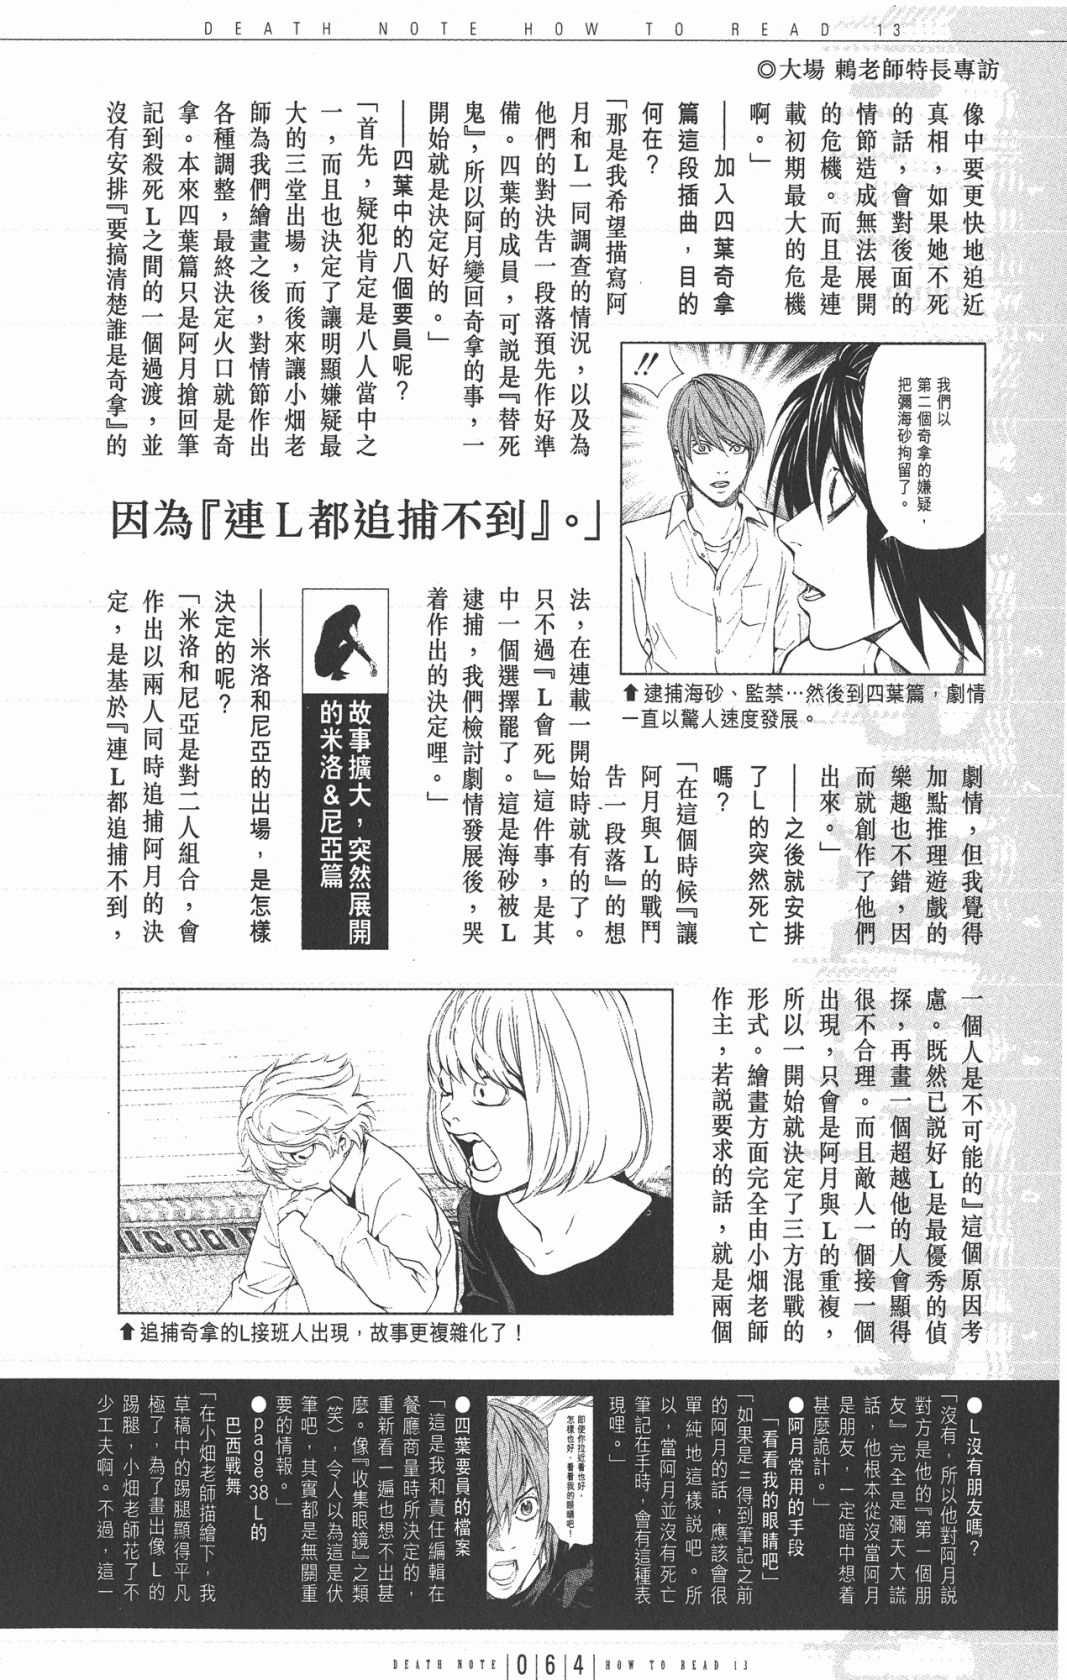 DEATH NOTE HOW TO READ 13
◎大場 鶫老師特長專訪
像中要更快地迫近
真相，如果她不死
的話，會對後面的
情節造成無法展開
的危機。而且是連
載初期最大的危機
啊。」
——加入四葉奇拿
篇這段插曲，目的
何在？
「那是我希望描寫阿
月和L一同調查的情況，以及為
他們的對決告一段落預先作好準
備。四葉的成員，可說是『替死
鬼』，所以阿月變回奇拿的事，一
開始就是決定好的。」
——四葉中的八個要員呢？
「首先，疑犯肯定是八人當中之
一，而且也決定了讓明顯嫌疑最
大的三堂出場，而後來讓小畑老
師為我們繪畫之後，對情節作出
各種調整，最終決定火口就是奇
拿。本來四葉篇只是阿月搶回筆
記到殺死L之間的一個過渡，並
沒有安排『要搞清楚誰是奇拿』的
我們以
第二個奇拿的嫌疑，
把彌海砂拘留了。
!!
⬆逮捕海砂、監禁…然後到四葉篇，劇情
一直以驚人速度發展。
因為『連L都追捕不到』。」
劇情，但我覺得
加點推理遊戲的
樂趣也不錯，因
而就創作了他們
出來。」
——之後就安排
了L的突然死亡
嗎？
「在這個時候『讓
阿月與L的戰鬥
告一段落』的想
法，在連載一開始時就有的了。
只不過『L會死』這件事，是其
中一個選擇罷了。這是海砂被L
逮捕，我們檢討劇情發展後，哭
着作出的決定哩。」
故事擴大，突然展開
的米洛&尼亞篇
——米洛和尼亞的出場，是怎樣
決定的呢？
「米洛和尼亞是對二人組合，會
作出以兩人同時追捕阿月的決
定，是基於『連L都追捕不到，
一個人是不可能的』這個原因考
慮。既然已說好L是最優秀的偵
探，再畫一個超越他的人會顯得
很不合理。而且敵人一個接一個
出現，只會是阿月與L的重複，
所以一開始就決定了三方混戰的
形式。繪畫方面完全由小畑老師
作主，若說要求的話，就是兩個
⬆追捕奇拿的L接班人出現，故事更複雜化了！
●L沒有朋友嗎？
「沒有，所以他對阿月說
對方是他的『第一個朋
友』完全是彌天大謊
話，他根本從沒當阿月
是朋友，一定暗中想着
甚麼詭計。」
●阿月常用的手段
「看看我的眼睛吧」
「如果是＝得到筆記之前
的阿月的話，應該會很
單純地這樣說吧。所
以，當阿月並沒有死亡
筆記在手時，會有這種表
現哩。」
即使你拉近看也好，
怎樣也好，看看我的眼睛吧！
●四葉要員的檔案
「這是我和責任編輯在
餐廳商量時所決定的，
重新看一遍也想不出甚
麼。像『收集眼鏡』之類
（笑），令人以為這是伏
筆吧，其實都是無關重
要的情報。」
●page.38L的
巴西戰舞
「在小畑老師描繪下，我
草稿中的踢腿顯得平凡
極了，為了畫出像L的
踢腿，小畑老師花了不
少工夫啊。不過，這一
DEATH NOTE 064 HOW TO READ 13